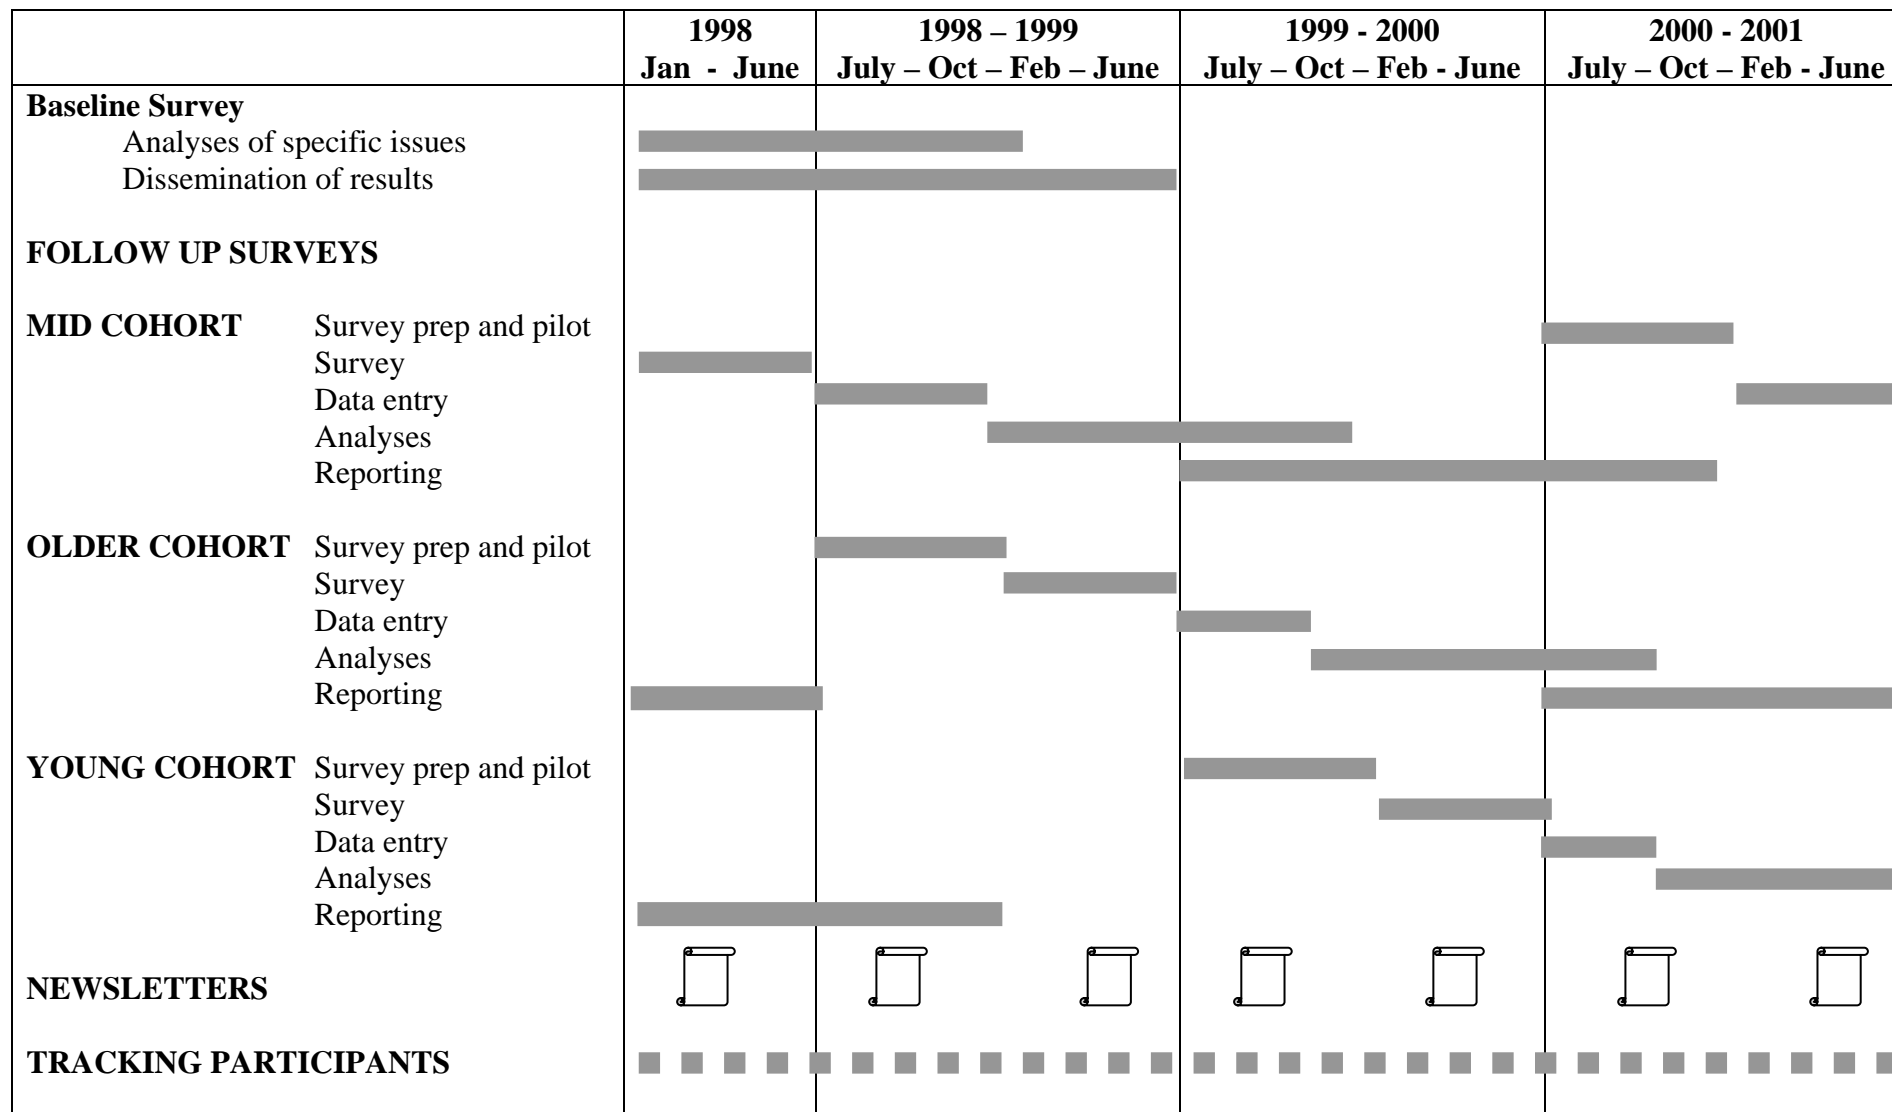 1998 1998 – 1999 1999 - 2000 2000 - 2001
Jan - June July – Oct – Feb – June July – Oct – Feb - June July – Oct – Feb - June
Baseline Survey
Analyses of specific issues
Dissemination of results
FOLLOW UP SURVEYS
MID COHORT Survey prep and pilot
Survey
Data entry
Analyses
Reporting
OLDER COHORT Survey prep and pilot
Survey
Data entry
Analyses
Reporting
YOUNG COHORT Survey prep and pilot
Survey
Data entry
Analyses
Reporting
NEWSLETTERS
TRACKING PARTICIPANTS